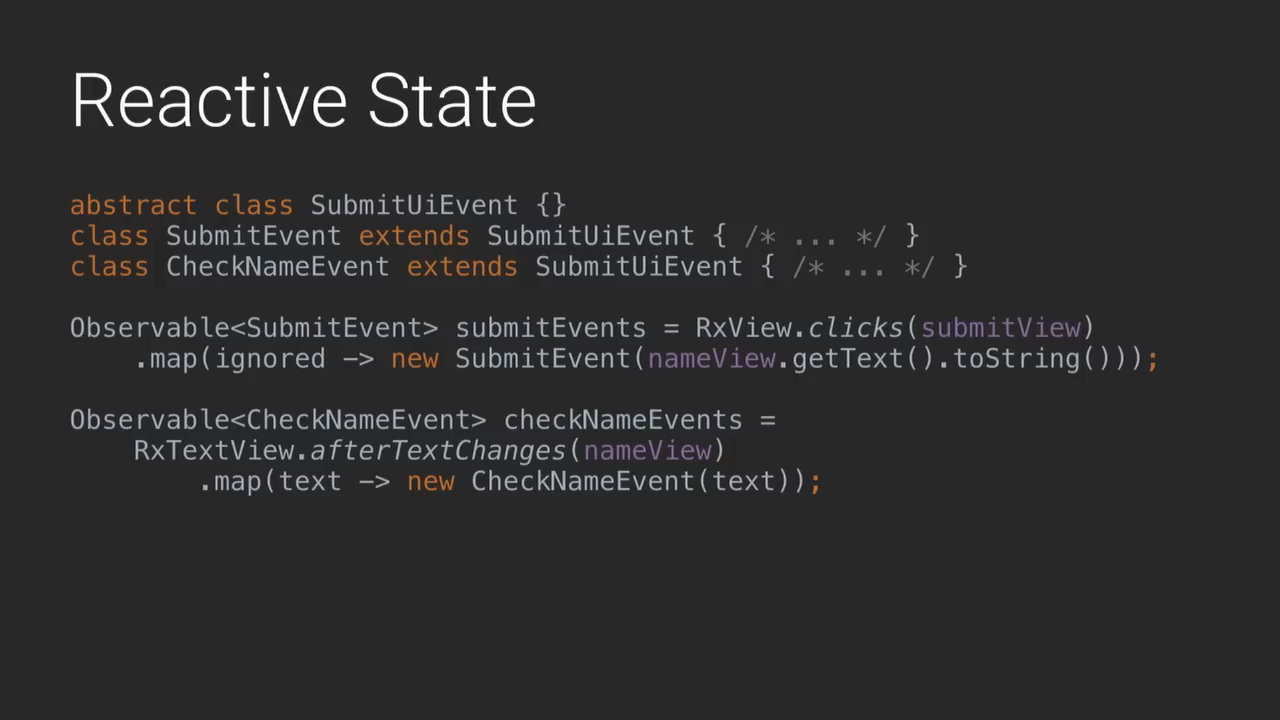 Reactive State
abstract class SubmitUiEvent {}
class SubmitEvent extends SubmitUiEvent { /* ... */ }
class CheckNameEvent extends SubmitUiEvent { /* ... */ }
Observable<SubmitEvent> submitEvents = RxView.clicks(submitView)
.map(ignored -> new SubmitEvent(nameView.getText().toString()));
Observable<CheckNameEvent> checkNameEvents =
RxTextView.afterTextChanges(nameView)
.map(text -> new CheckNameEvent(text));